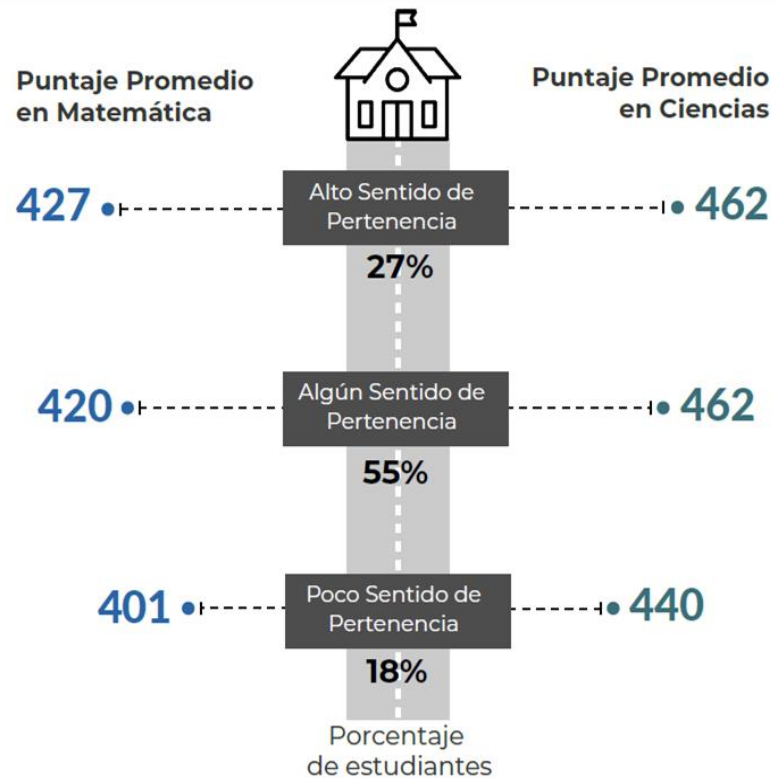 Puntaje Promedio
en Matemática
Puntaje Promedio
en Ciencias
427
Alto Sentido de
Pertenencia
462
27%
420
Algún Sentido de
Pertenencia
462
55%
401
Poco Sentido de
Pertenencia
440
18%
Porcentaje
de estudiantes